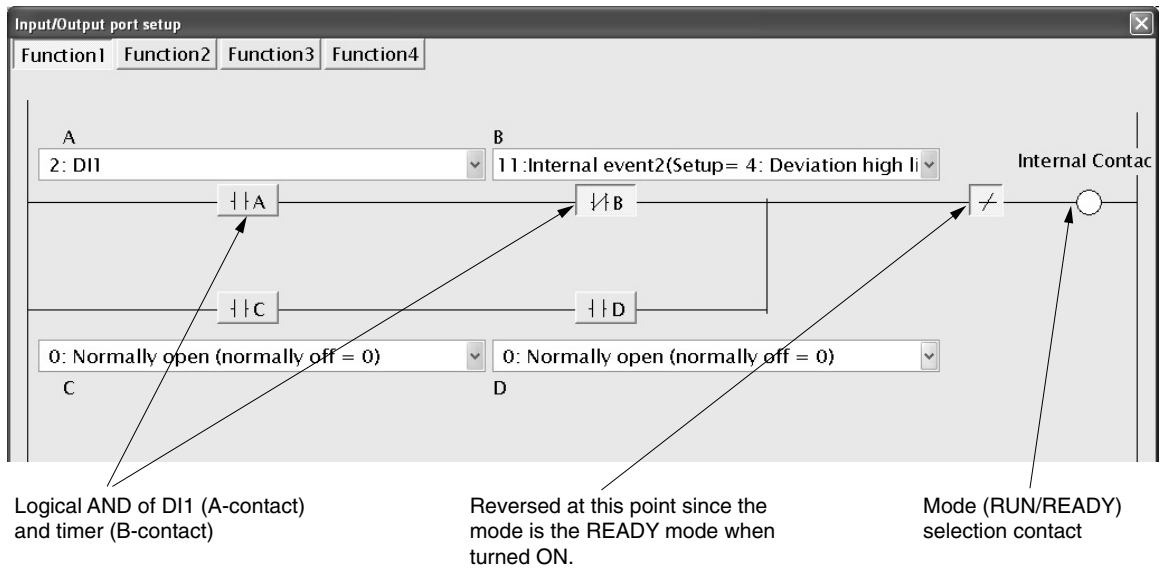 Input/Output port setup
Function1 Function2 Function3 Function4
A
B
2: DI1
11:Internal event2(Setup= 4: Deviation high li
Internal Contac
A
B
C
D
0: Normally open (normally off = 0)
0: Normally open (normally off = 0)
C
D
Logical AND of DI1 (A-contact)
and timer (B-contact)
Reversed at this point since the
mode is the READY mode when
turned ON.
Mode (RUN/READY)
selection contact